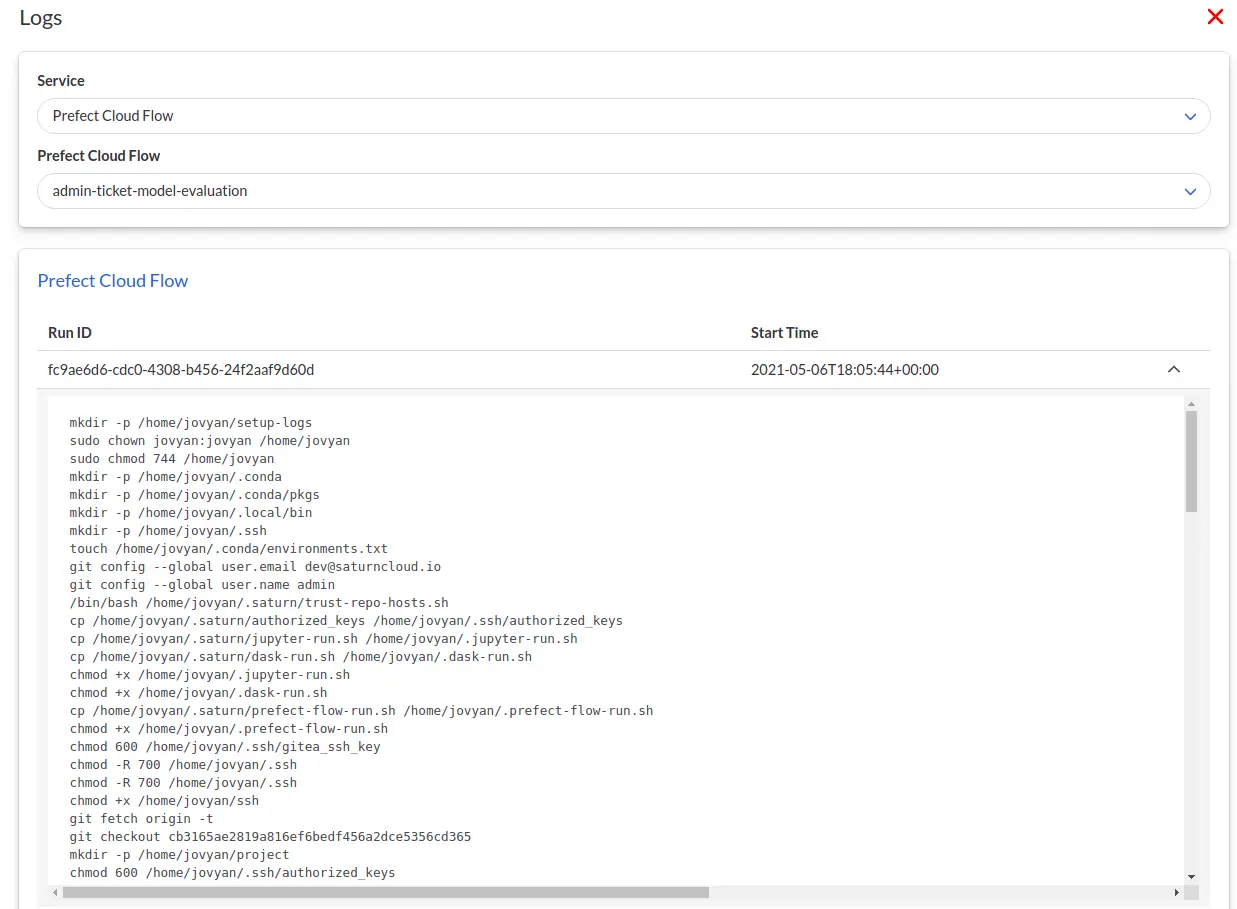 Logs
Service
Prefect Cloud Flow
Prefect Cloud Flow
admin-ticket-model-evaluation
Prefect Cloud Flow
Run ID Start Time
fc9ae6d6-cdc0-4308-b456-24f2aaf9d60d 2021-05-06T18:05:44+00:00
mkdir -p /home/jovyan/setup-logs
sudo chown jovyan:jovyan /home/jovyan
sudo chmod 744 /home/jovyan
mkdir -p /home/jovyan/.conda
mkdir -p /home/jovyan/.conda/pkgs
mkdir -p /home/jovyan/.local/bin
mkdir -p /home/jovyan/.ssh
touch /home/jovyan/.conda/environments.txt
git config --global user.email dev@saturncloud.io
git config --global user.name admin
/bin/bash /home/jovyan/.saturn/trust-repo-hosts.sh
cp /home/jovyan/.saturn/authorized_keys /home/jovyan/.ssh/authorized_keys
cp /home/jovyan/.saturn/jupyter-run.sh /home/jovyan/.jupyter-run.sh
cp /home/jovyan/.saturn/dask-run.sh /home/jovyan/.dask-run.sh
chmod +x /home/jovyan/.jupyter-run.sh
chmod +x /home/jovyan/.dask-run.sh
cp /home/jovyan/.saturn/prefect-flow-run.sh /home/jovyan/.prefect-flow-run.sh
chmod +x /home/jovyan/.prefect-flow-run.sh
chmod 600 /home/jovyan/.ssh/gitea_ssh_key
chmod -R 700 /home/jovyan/.ssh
chmod -R 700 /home/jovyan/.ssh
chmod +x /home/jovyan/ssh
git fetch origin -t
git checkout cb3165ae2819a816ef6bedf456a2dce5356cd365
mkdir -p /home/jovyan/project
chmod 600 /home/jovyan/.ssh/authorized_keys